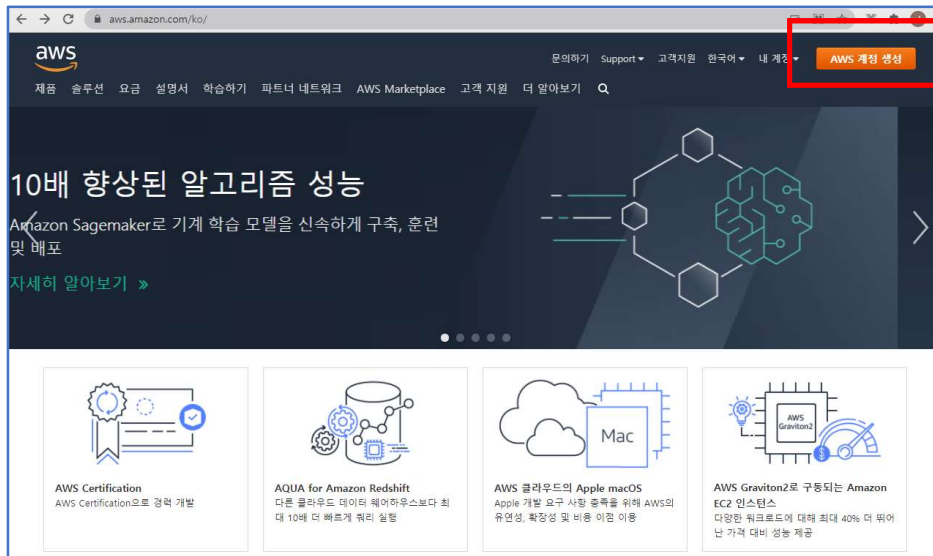 aws.amazon.com/ko/
aws
문의하기 Support 고객지원 한국어 내 계정 AWS 계정 생성
제품 솔루션 요금 설명서 학습하기 파트너 네트워크 AWS Marketplace 고객 지원 더 알아보기
10배 향상된 알고리즘 성능
Amazon Sagemaker로 기계 학습 모델을 신속하게 구축, 훈련
및 배포
자세히 알아보기 »
Mac
AWS
Graviton2
AWS Certification
AWS Certification으로 경력 개발
AQUA for Amazon Redshift
다른 클라우드 데이터 웨어하우스보다 최
대 10배 더 빠르게 쿼리 실행
AWS 클라우드의 Apple macOS
Apple 개발 요구 사항 충족을 위해 AWS의
유연성, 확장성 및 비용 이점 이용
AWS Graviton2로 구동되는 Amazon
EC2 인스턴스
다양한 워크로드에 대해 최대 40% 더 뛰어
난 가격 대비 성능 제공